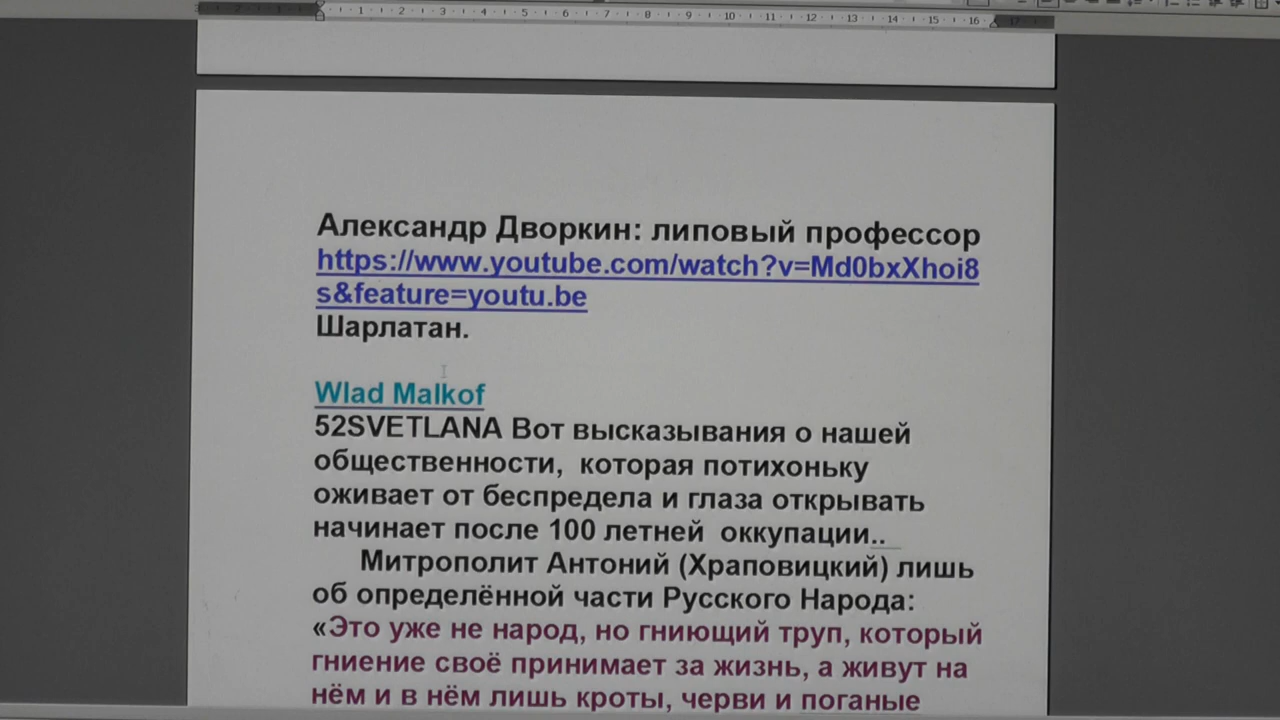 Александр Дворкин: липовый профессор
https://www.youtube.com/watch?v=Md0bxXhoi8
s&feature=youtu.be
Шарлатан.
Wlad Malkof
52SVETLANA Вот высказывания о нашей
общественности, которая потихоньку
оживает от беспредела и глаза открывать
начинает после 100 летней оккупации..
Митрополит Антоний (Храповицкий) лишь
об определённой части Русского Народа:
«Это уже не народ, но гниющий труп, который
гниение своё принимает за жизнь, а живут на
нём и в нём лишь кроты, черви и поганые